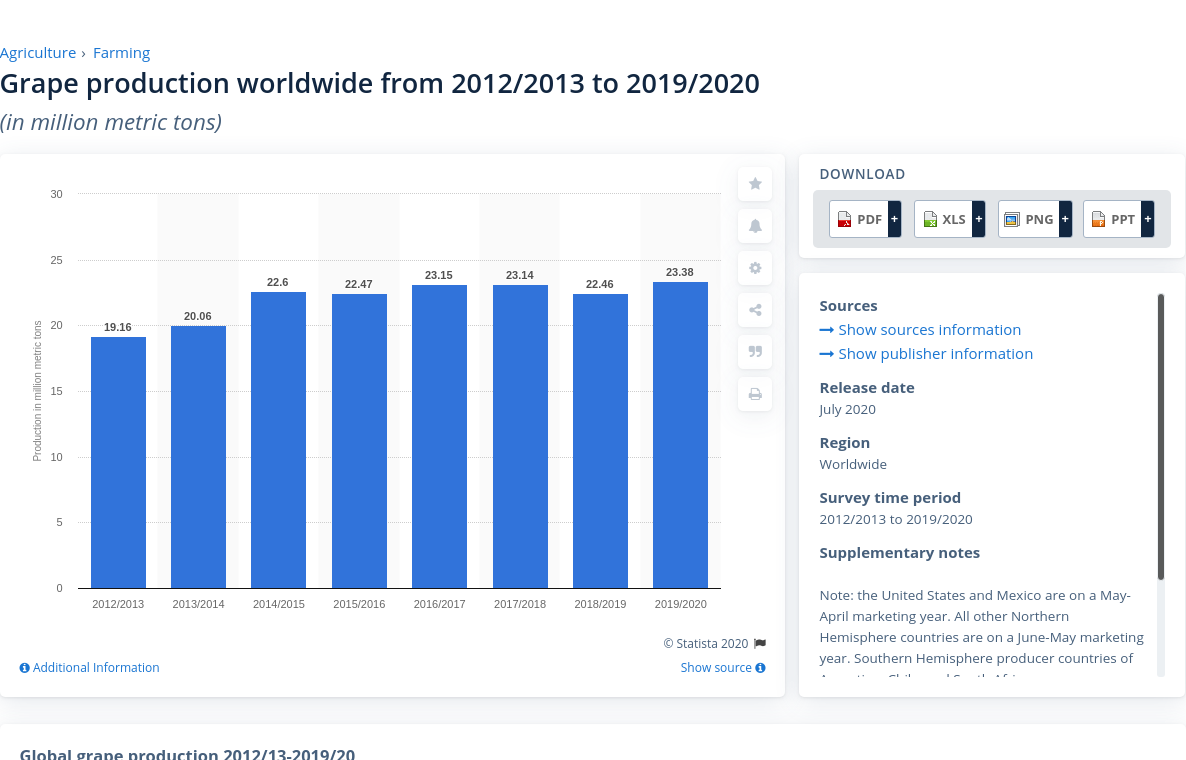 Agriculture › Farming
Grape production worldwide from 2012/2013 to 2019/2020
(in million metric tons)
30
25
20
15
10
5
0
Production in million metric tons
19.16
20.06
22.6
22.47
23.15
23.14
22.46
23.38
2012/2013
2013/2014
2014/2015
2015/2016
2016/2017
2017/2018
2018/2019
2019/2020
© Statista 2020
Additional Information
Show source
DOWNLOAD
PDF + XLS + PNG + PPT +
Sources
Show sources information
Show publisher information
Release date
July 2020
Region
Worldwide
Survey time period
2012/2013 to 2019/2020
Supplementary notes
Note: the United States and Mexico are on a May-
April marketing year. All other Northern
Hemisphere countries are on a June-May marketing
year. Southern Hemisphere producer countries of
Global grape production 2012/13-2019/20